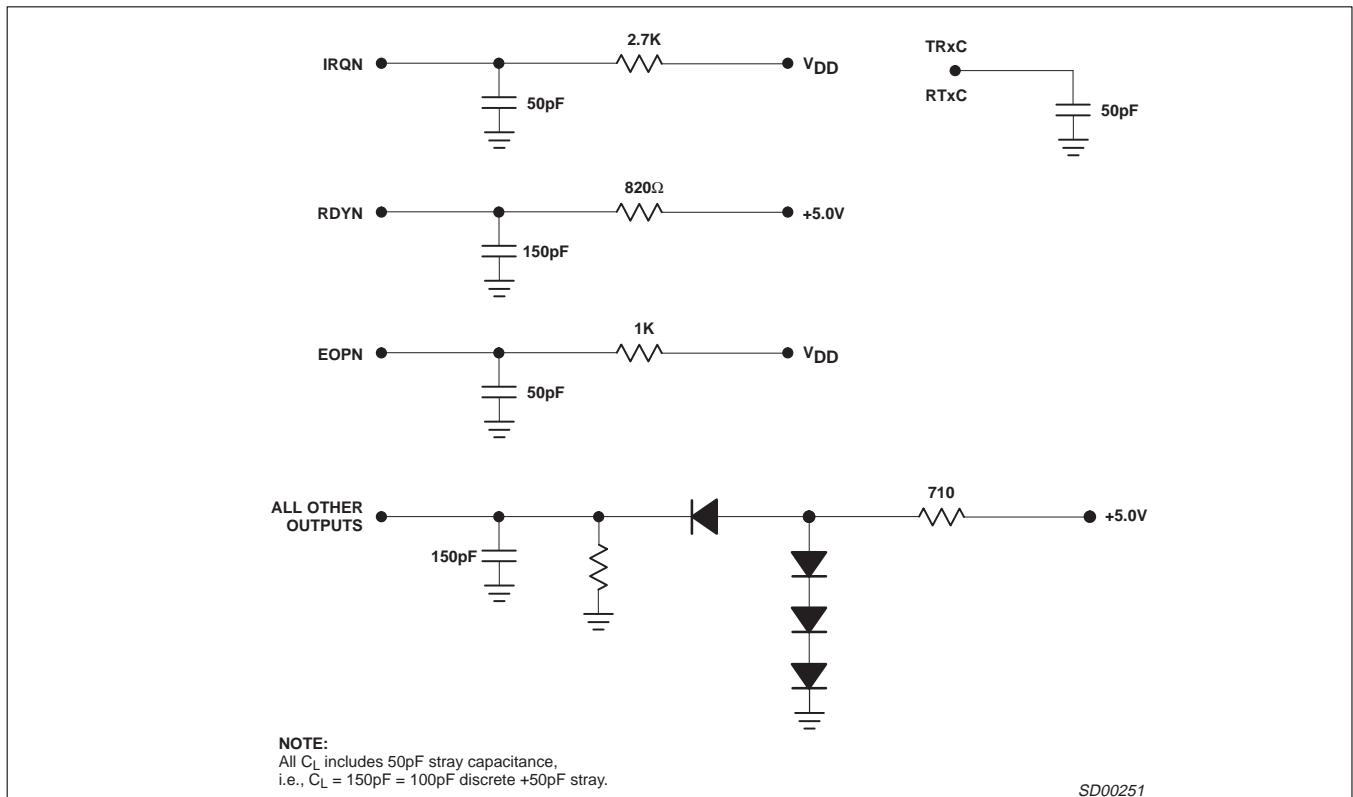 2.7K
TRxC
IRQN
VDD
RTxC
50pF
50pF
820Ω
RDYN
+5.0V
150pF
1K
EOPN
VDD
50pF
710
ALL OTHER
OUTPUTS
+5.0V
150pF
NOTE:
All CL includes 50pF stray capacitance,
i.e., CL = 150pF = 100pF discrete +50pF stray.
SD00251